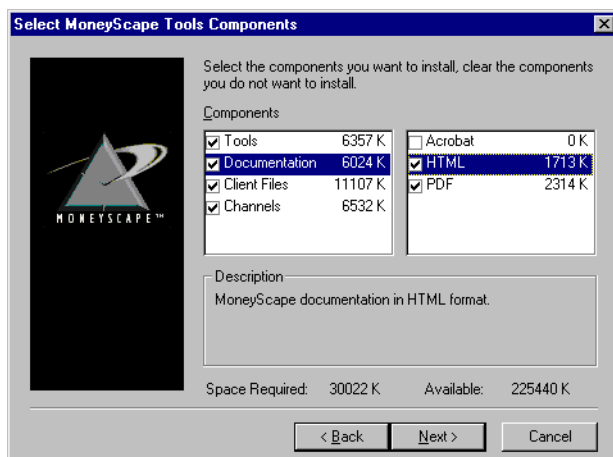 Select MoneyScape Tools Components
Select the components you want to install, clear the components
you do not want to install.
Components
Tools 6357 K
Documentation 6024 K
Client Files 11107 K
Channels 6532 K
Acrobat 0 K
HTML 1713 K
PDF 2314 K
MONEYSCAPE™
Description
MoneyScape documentation in HTML format.
Space Required: 30022 K Available: 225440 K
< Back Next > Cancel